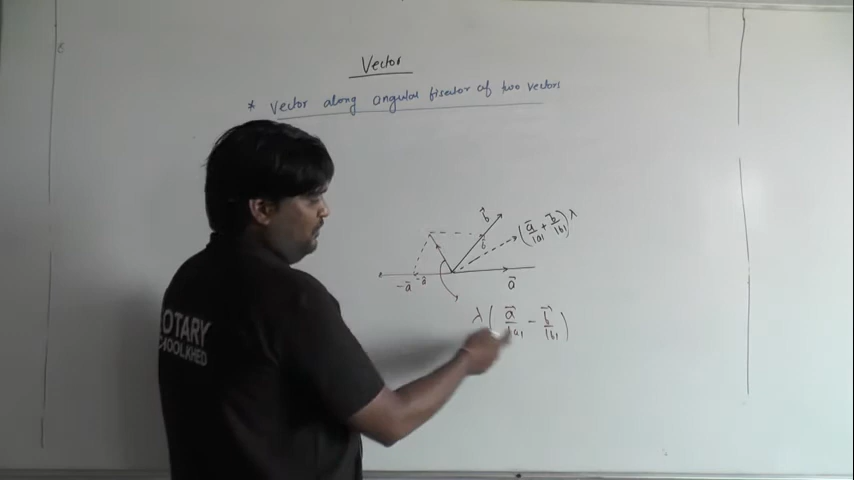 Vector
* Vector along angular bisector of two vectors
b⃗
(a⃗/|a| + b⃗/|b|)λ
b̂
-a⃗ -â
a⃗
λ( a⃗/|a| - b⃗/|b| )
OTARY